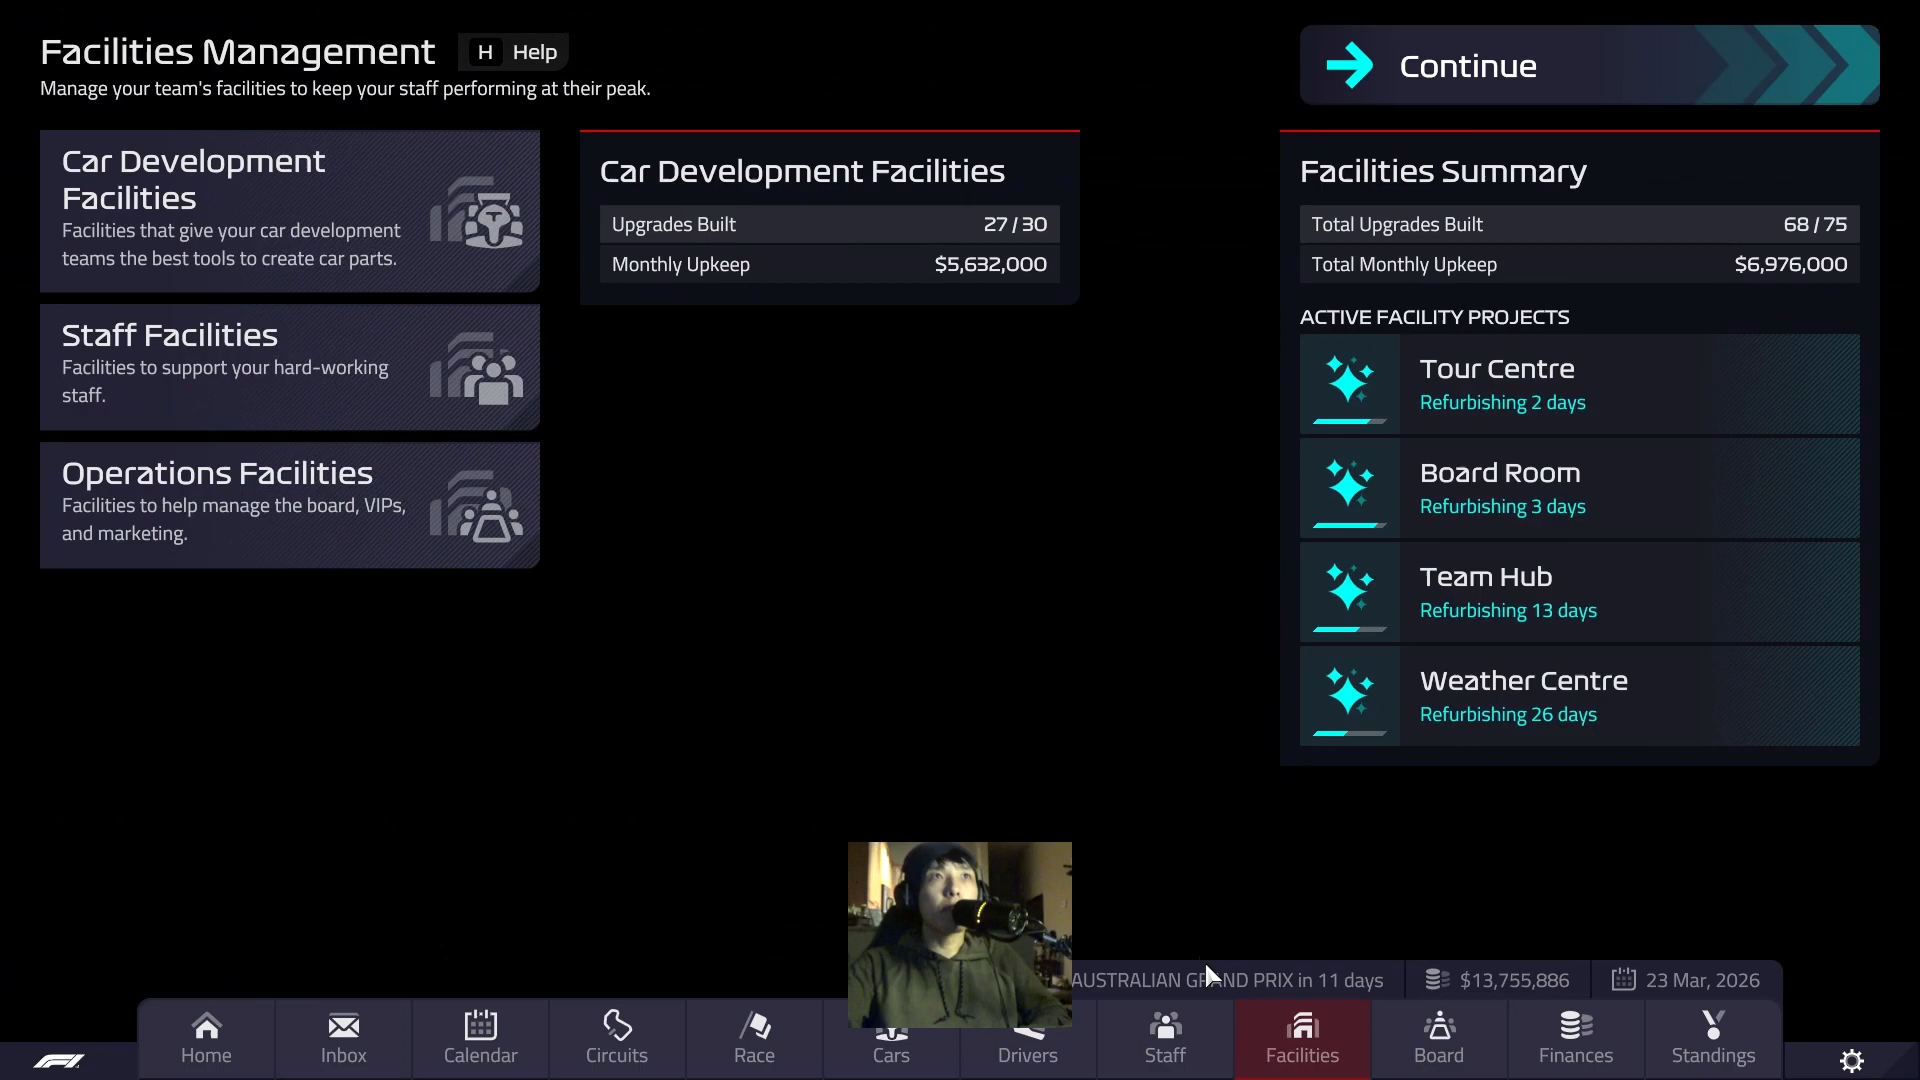 Facilities Management
H Help
Manage your team's facilities to keep your staff performing at their peak.
Continue
Car Development
Facilities
Facilities that give your car development
teams the best tools to create car parts.
Staff Facilities
Facilities to support your hard-working
staff.
Operations Facilities
Facilities to help manage the board, VIPs,
and marketing.
Car Development Facilities
Upgrades Built 27 / 30
Monthly Upkeep $5,632,000
Facilities Summary
Total Upgrades Built 68 / 75
Total Monthly Upkeep $6,976,000
ACTIVE FACILITY PROJECTS
Tour Centre
Refurbishing 2 days
Board Room
Refurbishing 3 days
Team Hub
Refurbishing 13 days
Weather Centre
Refurbishing 26 days
AUSTRALIAN GRAND PRIX in 11 days $13,755,886 23 Mar, 2026
Home Inbox Calendar Circuits Race Cars Drivers Staff Facilities Board Finances Standings